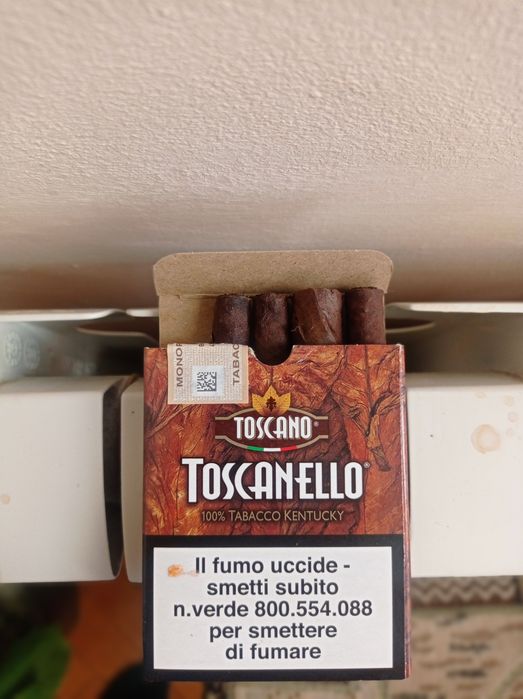 TABAC
TOSCANO®
TOSCANELLO®
100% TABACCO KENTUCKY
Il fumo uccide -
smetti subito
n.verde 800.554.088
per smettere
di fumare